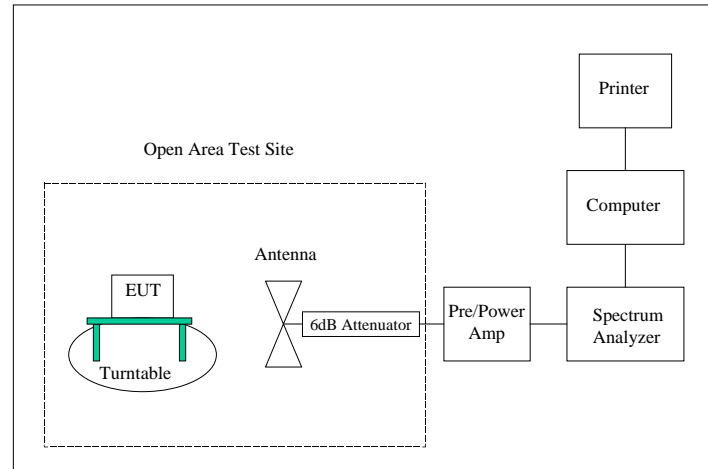 Printer
Open Area Test Site
Computer
Antenna
EUT
Pre/Power
Amp
Spectrum
Analyzer
6dB Attenuator
Turntable